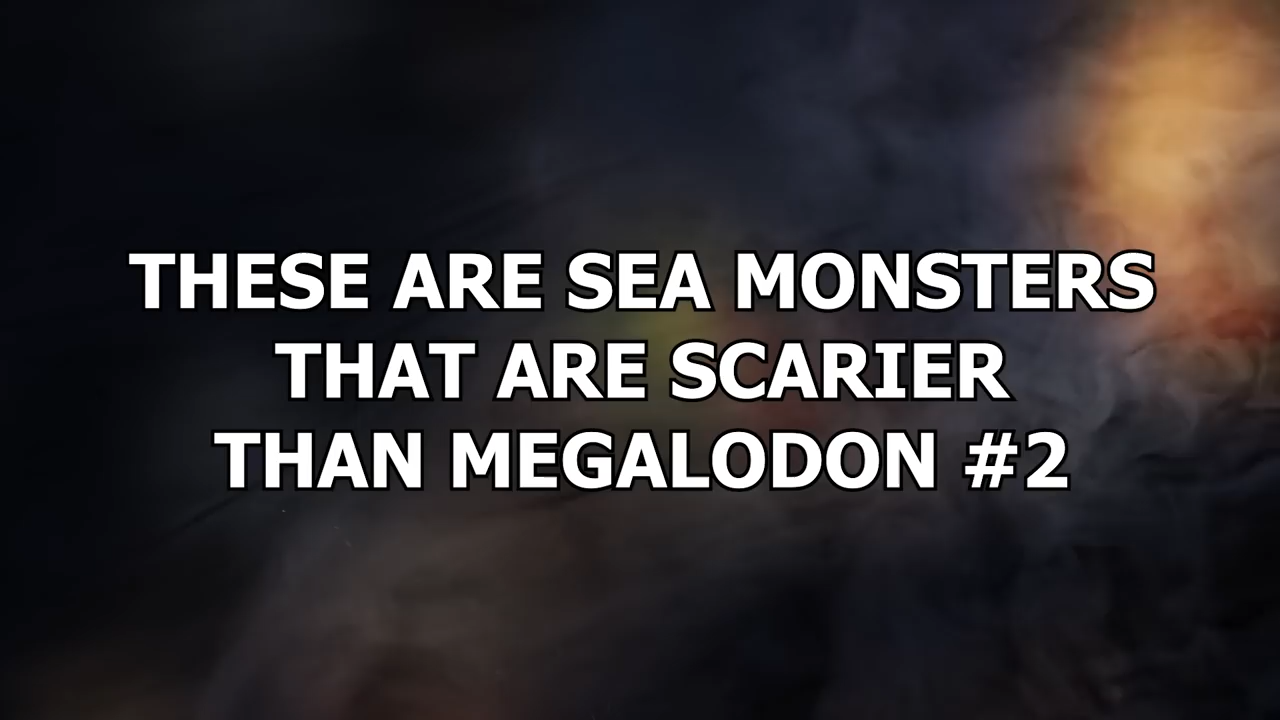 THESE ARE SEA MONSTERS
THAT ARE SCARIER
THAN MEGALODON #2